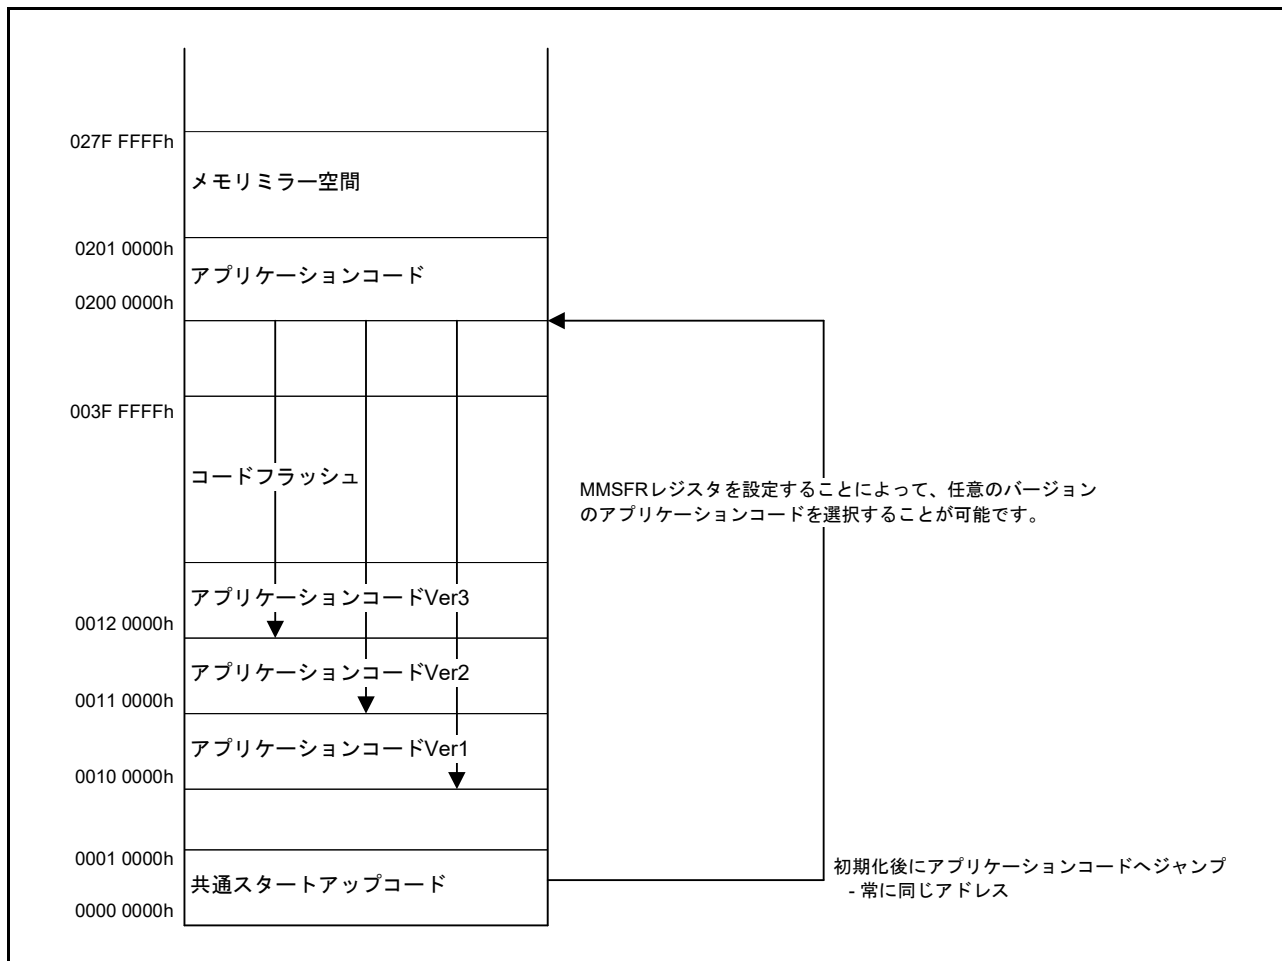 027F FFFFh
メモリミラー空間
0201 0000h
アプリケーションコード
0200 0000h
003F FFFFh
コードフラッシュ
MMSFRレジスタを設定することによって、任意のバージョン
のアプリケーションコードを選択することが可能です。
アプリケーションコードVer3
0012 0000h
アプリケーションコードVer2
0011 0000h
アプリケーションコードVer1
0010 0000h
0001 0000h
共通スタートアップコード
0000 0000h
初期化後にアプリケーションコードへジャンプ
- 常に同じアドレス